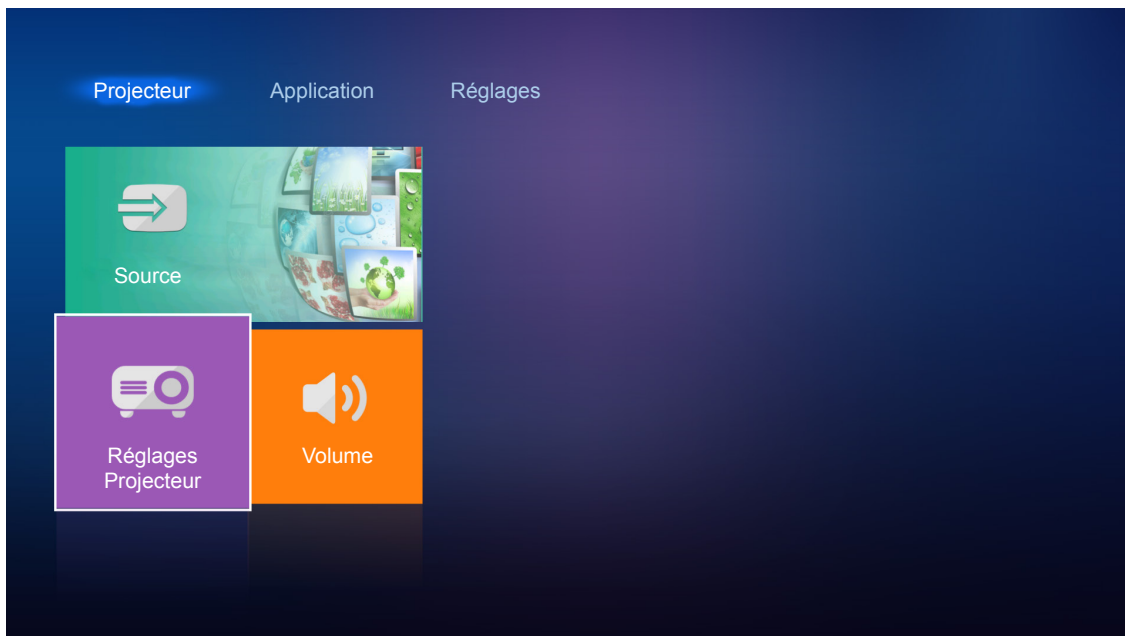 Projecteur
Application
Réglages
Source
Réglages
Projecteur
Volume